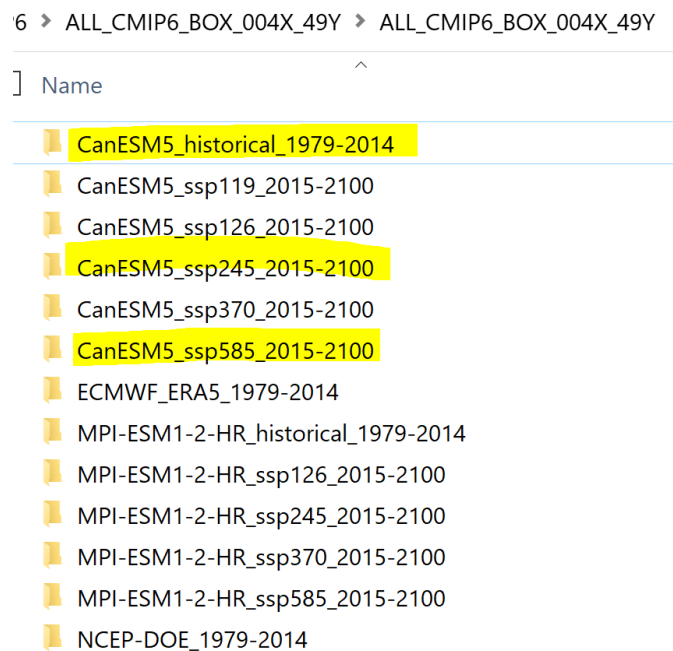 6 > ALL_CMIP6_BOX_004X_49Y > ALL_CMIP6_BOX_004X_49Y
Name
CanESM5_historical_1979-2014
CanESM5_ssp119_2015-2100
CanESM5_ssp126_2015-2100
CanESM5_ssp245_2015-2100
CanESM5_ssp370_2015-2100
CanESM5_ssp585_2015-2100
ECMWF_ERA5_1979-2014
MPI-ESM1-2-HR_historical_1979-2014
MPI-ESM1-2-HR_ssp126_2015-2100
MPI-ESM1-2-HR_ssp245_2015-2100
MPI-ESM1-2-HR_ssp370_2015-2100
MPI-ESM1-2-HR_ssp585_2015-2100
NCEP-DOE_1979-2014